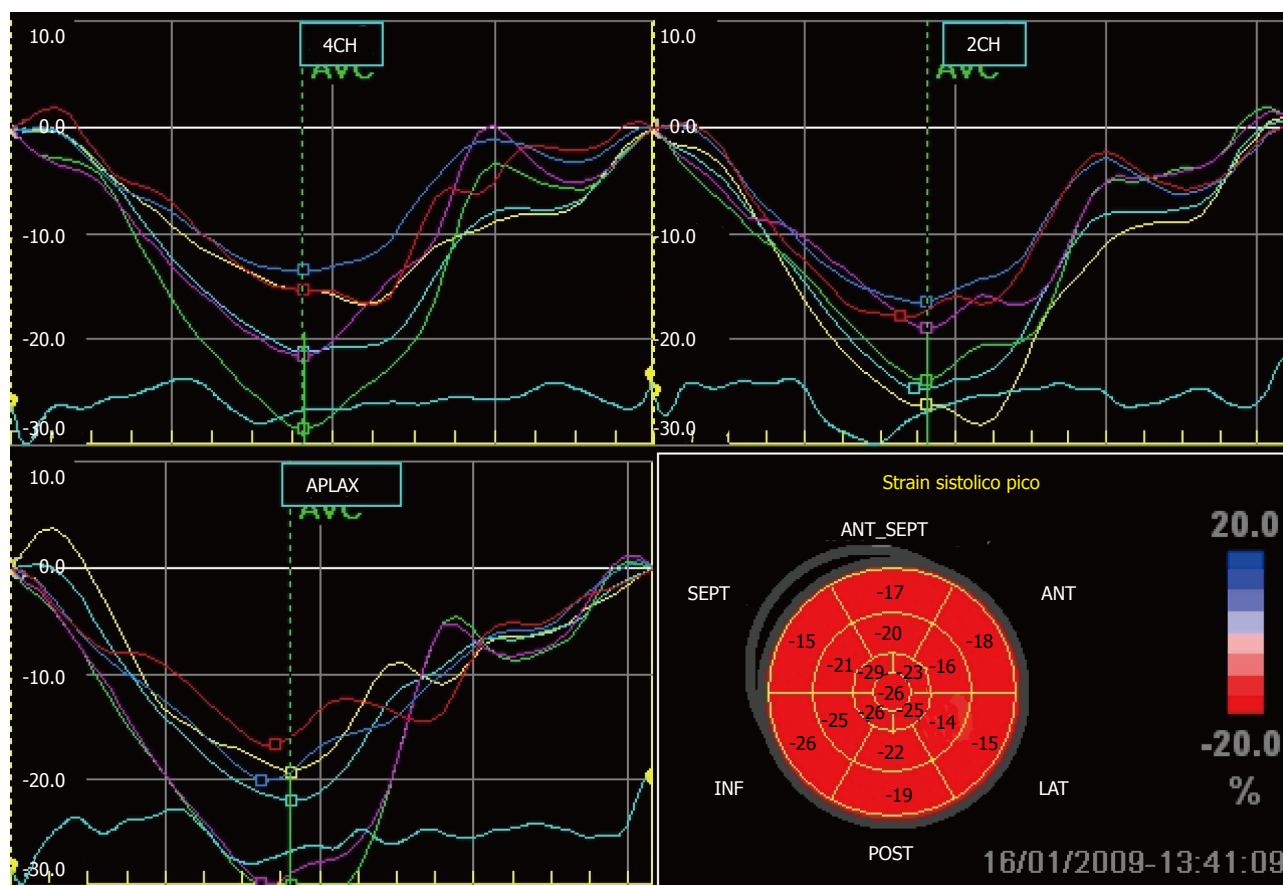 10.0
4CH
AVC
0.0
-10.0
-20.0
-30.0
10.0
2CH
AVC
0.0
-10.0
-20.0
-30.0
10.0
APLAX
AVC
0.0
-10.0
-20.0
-30.0
Strain sistolico pico
ANT_SEPT
SEPT
ANT
INF
LAT
POST
-17
-15
-18
-20
-21
-16
-29
-23
-26
-26
-25
-25
-14
-26
-15
-22
-19
20.0
-20.0
%
16/01/2009-13:41:09